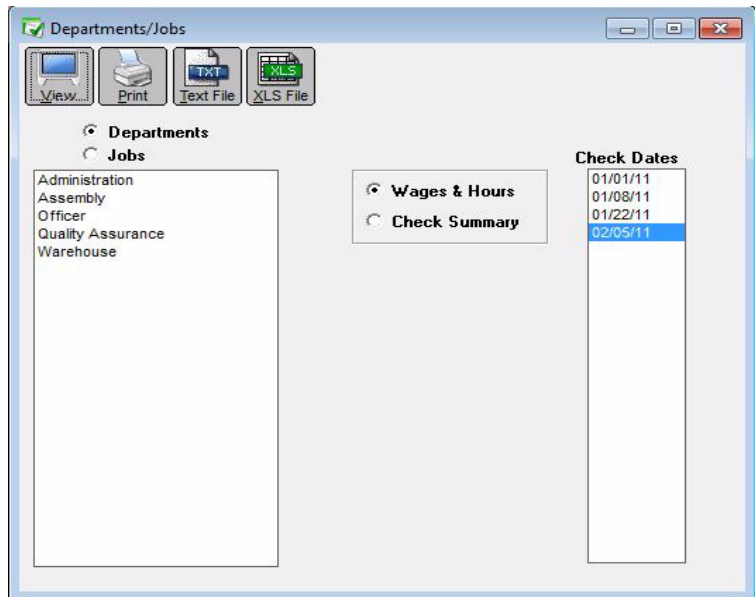 Departments/Jobs
View
Print
TXT
Text File
XLS
XLS File
Departments
Jobs
Administration
Assembly
Officer
Quality Assurance
Warehouse
Wages & Hours
Check Summary
Check Dates
01/01/11
01/08/11
01/22/11
02/05/11